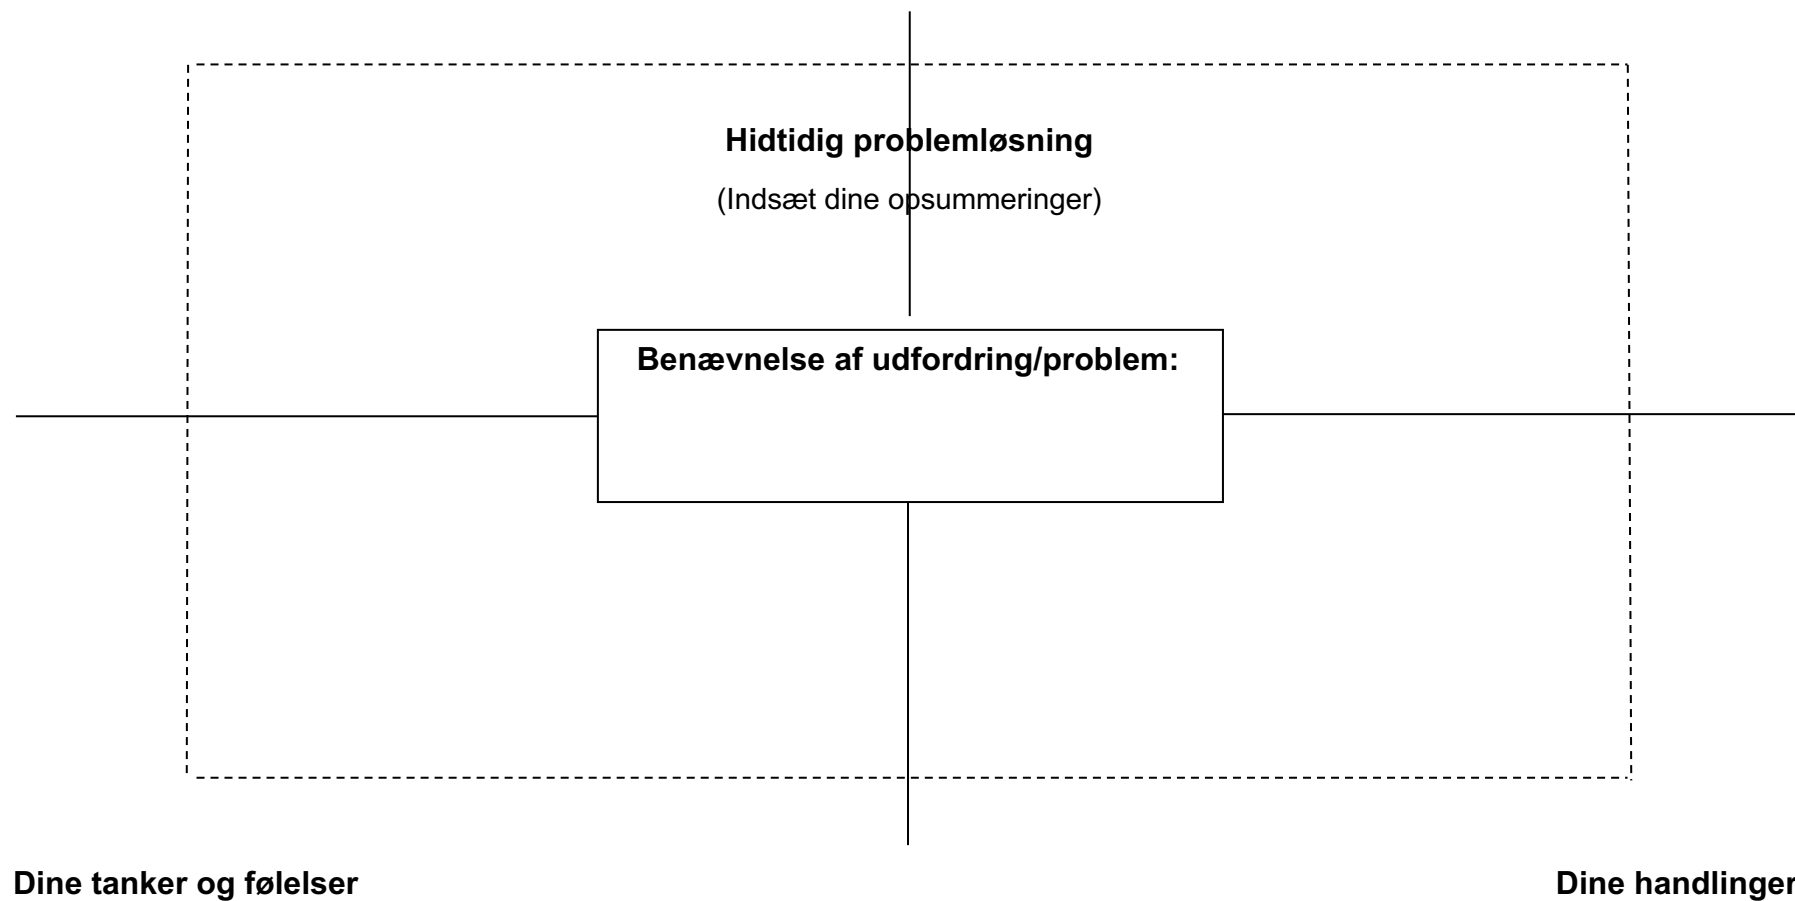 Hidtidig problemløsning
(Indsæt dine opsummeringer)
Benævnelse af udfordring/problem:
Dine tanker og følelser
Dine handlinger